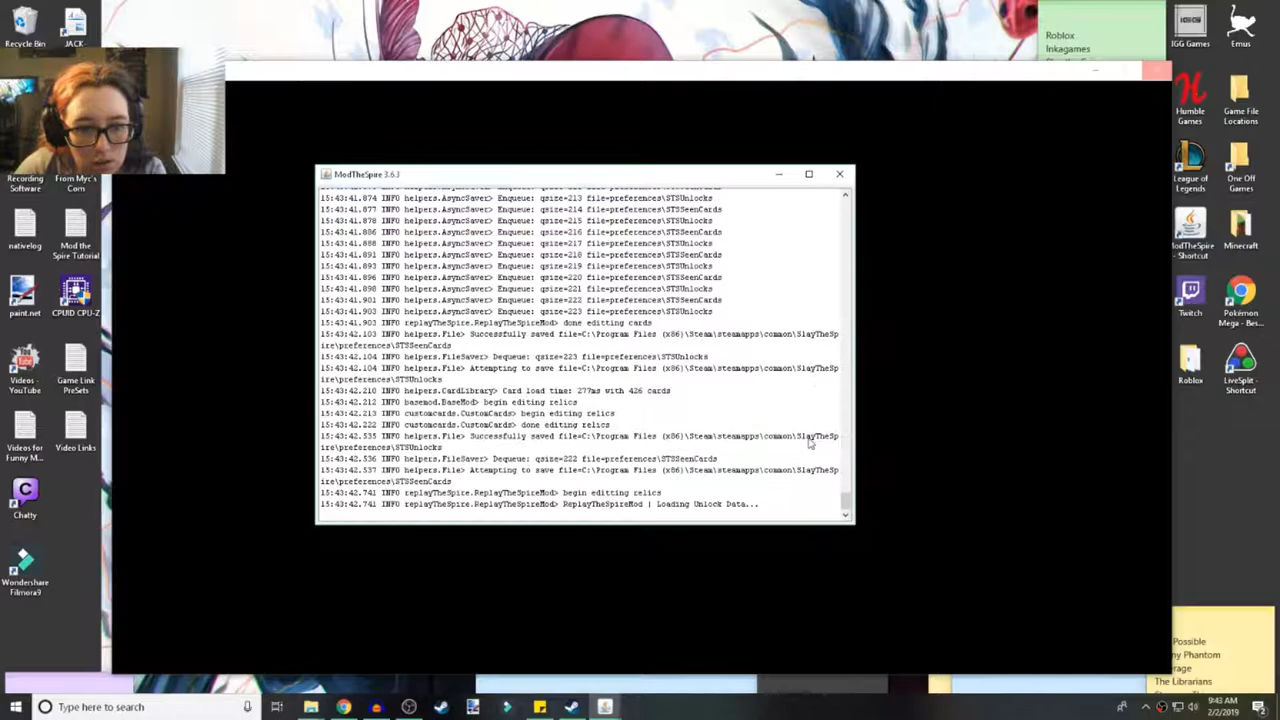 Recycle Bin
JACK-
Recording Software
From Myc's Com
nativelog
Mod the Spire Tutorial
paint.net
CPUID CPU-Z
Videos - YouTube
Game Link PreSets
Videos for Funny M...
Video Links
Chatty
Wondershare Filmora9
Roblox
Inkagames
IGG Games
Emus
Humble Games
Game File Locations
League of Legends
One Off Games
ModTheSpire - Shortcut
Minecraft
Twitch
Pokémon Mega - Bes...
Roblox
LiveSplit - Shortcut
ModTheSpire 3.6.3
15:43:41.874 INFO helpers.AsyncSaver> Enqueue: qsize=213 file=preferences\STSUnlocks
15:43:41.877 INFO helpers.AsyncSaver> Enqueue: qsize=214 file=preferences\STSSeenCards
15:43:41.878 INFO helpers.AsyncSaver> Enqueue: qsize=215 file=preferences\STSUnlocks
15:43:41.886 INFO helpers.AsyncSaver> Enqueue: qsize=216 file=preferences\STSSeenCards
15:43:41.888 INFO helpers.AsyncSaver> Enqueue: qsize=217 file=preferences\STSUnlocks
15:43:41.891 INFO helpers.AsyncSaver> Enqueue: qsize=218 file=preferences\STSSeenCards
15:43:41.893 INFO helpers.AsyncSaver> Enqueue: qsize=219 file=preferences\STSUnlocks
15:43:41.896 INFO helpers.AsyncSaver> Enqueue: qsize=220 file=preferences\STSSeenCards
15:43:41.898 INFO helpers.AsyncSaver> Enqueue: qsize=221 file=preferences\STSUnlocks
15:43:41.901 INFO helpers.AsyncSaver> Enqueue: qsize=222 file=preferences\STSSeenCards
15:43:41.903 INFO helpers.AsyncSaver> Enqueue: qsize=223 file=preferences\STSUnlocks
15:43:41.903 INFO replayTheSpire.ReplayTheSpireMod> done editing cards
15:43:42.103 INFO helpers.File> Successfully saved file=C:\Program Files (x86)\Steam\steamapps\common\SlayTheSp
ire\preferences\STSSeenCards
15:43:42.104 INFO helpers.FileSaver> Dequeue: qsize=223 file=preferences\STSUnlocks
15:43:42.104 INFO helpers.File> Attempting to save file=C:\Program Files (x86)\Steam\steamapps\common\SlayTheSp
ire\preferences\STSUnlocks
15:43:42.210 INFO helpers.CardLibrary> Card load time: 277ms with 426 cards
15:43:42.212 INFO basemod.BaseMod> begin editing relics
15:43:42.213 INFO customcards.CustomCards> begin editing relics
15:43:42.222 INFO customcards.CustomCards> done editing relics
15:43:42.535 INFO helpers.File> Successfully saved file=C:\Program Files (x86)\Steam\steamapps\common\SlayTheSp
ire\preferences\STSUnlocks
15:43:42.536 INFO helpers.FileSaver> Dequeue: qsize=222 file=preferences\STSSeenCards
15:43:42.537 INFO helpers.File> Attempting to save file=C:\Program Files (x86)\Steam\steamapps\common\SlayTheSp
ire\preferences\STSSeenCards
15:43:42.741 INFO replayTheSpire.ReplayTheSpireMod> begin editting relics
15:43:42.741 INFO replayTheSpire.ReplayTheSpireMod> ReplayTheSpireMod | Loading Unlock Data...
Possible
ny Phantom
rage
The Librarians
Type here to search
9:43 AM
2/2/2019